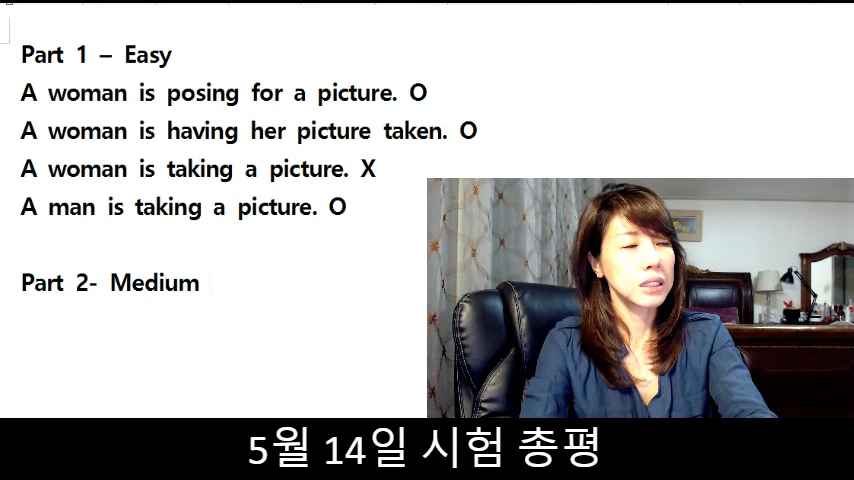 Part 1 – Easy
A woman is posing for a picture. O
A woman is having her picture taken. O
A woman is taking a picture. X
A man is taking a picture. O
Part 2- Medium
5월 14일 시험 총평